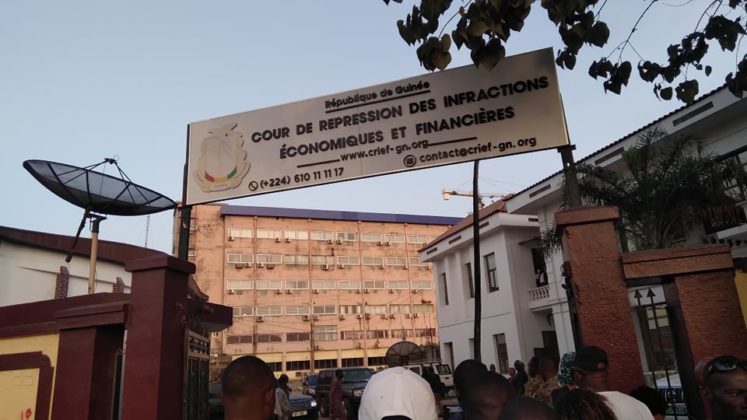 République de Guinée
COUR DE REPRESSION DES INFRACTIONS
ÉCONOMIQUES ET FINANCIÈRES
www.crief-gn.org
(+224) 610 11 11 17 contact@crief-gn.org